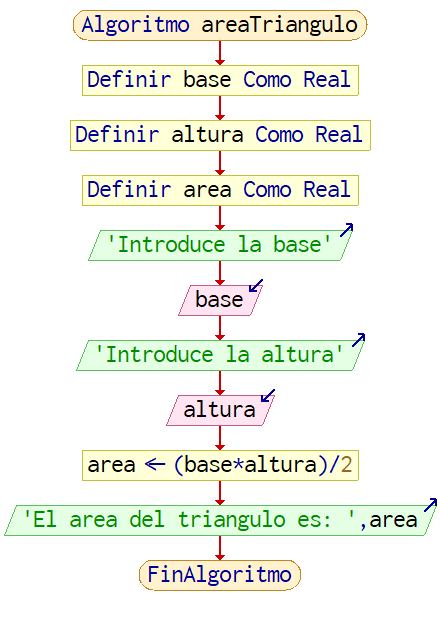 Algoritmo areaTriangulo
Definir base Como Real
Definir altura Como Real
Definir area Como Real
'Introduce la base'
base
'Introduce la altura'
altura
area ← (base*altura)/2
'El area del triangulo es: ',area
FinAlgoritmo